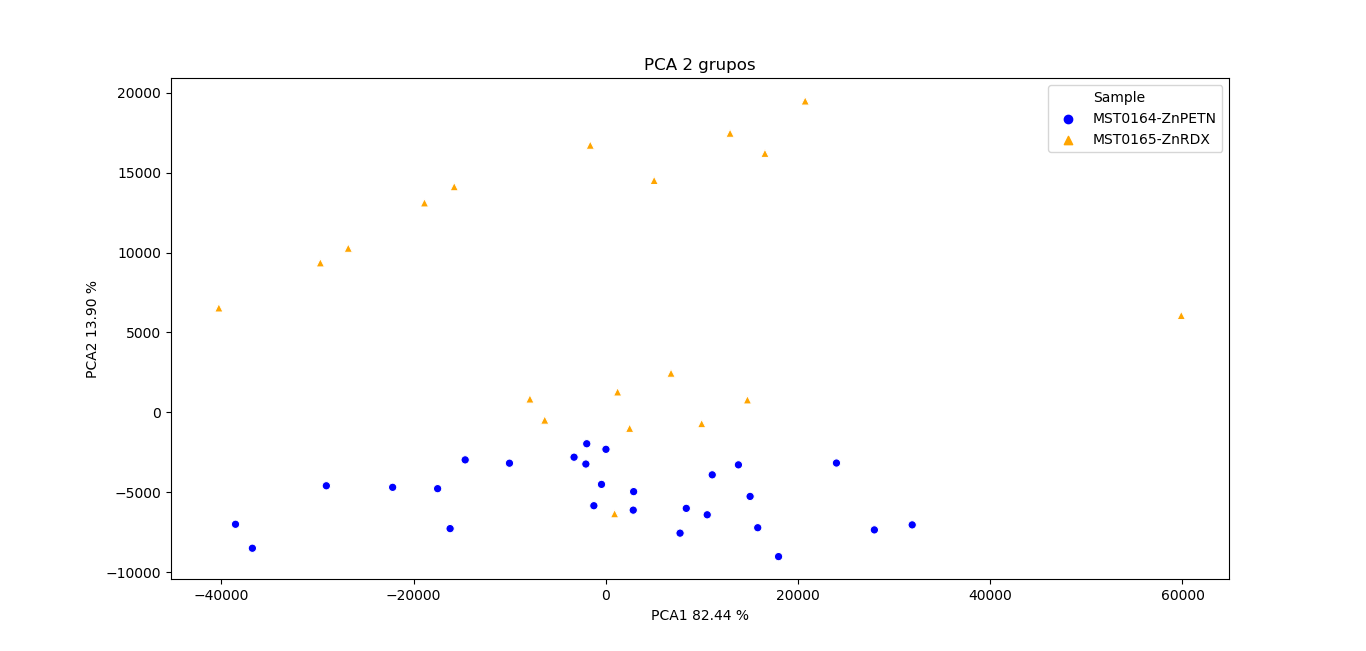 PCA 2 grupos
Sample
MST0164-ZnPETN
MST0165-ZnRDX
20000
15000
10000
5000
0
−5000
−10000
PCA2 13.90 %
−40000
−20000
0
20000
40000
60000
PCA1 82.44 %